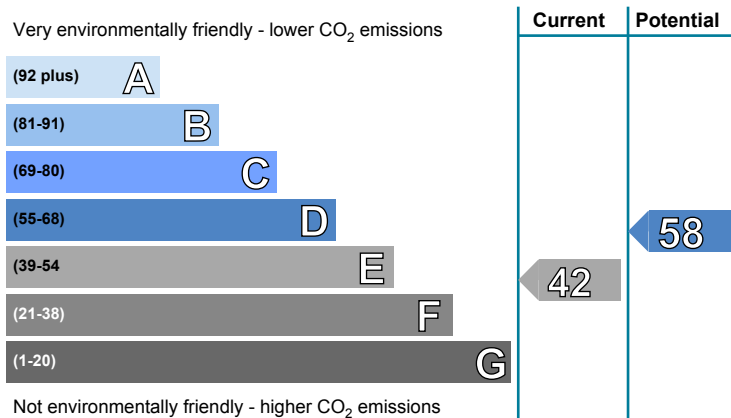 Very environmentally friendly - lower CO2 emissions
Current
Potential
(92 plus) A
(81-91) B
(69-80) C
(55-68) D
58
(39-54 E
42
(21-38) F
(1-20) G
Not environmentally friendly - higher CO2 emissions